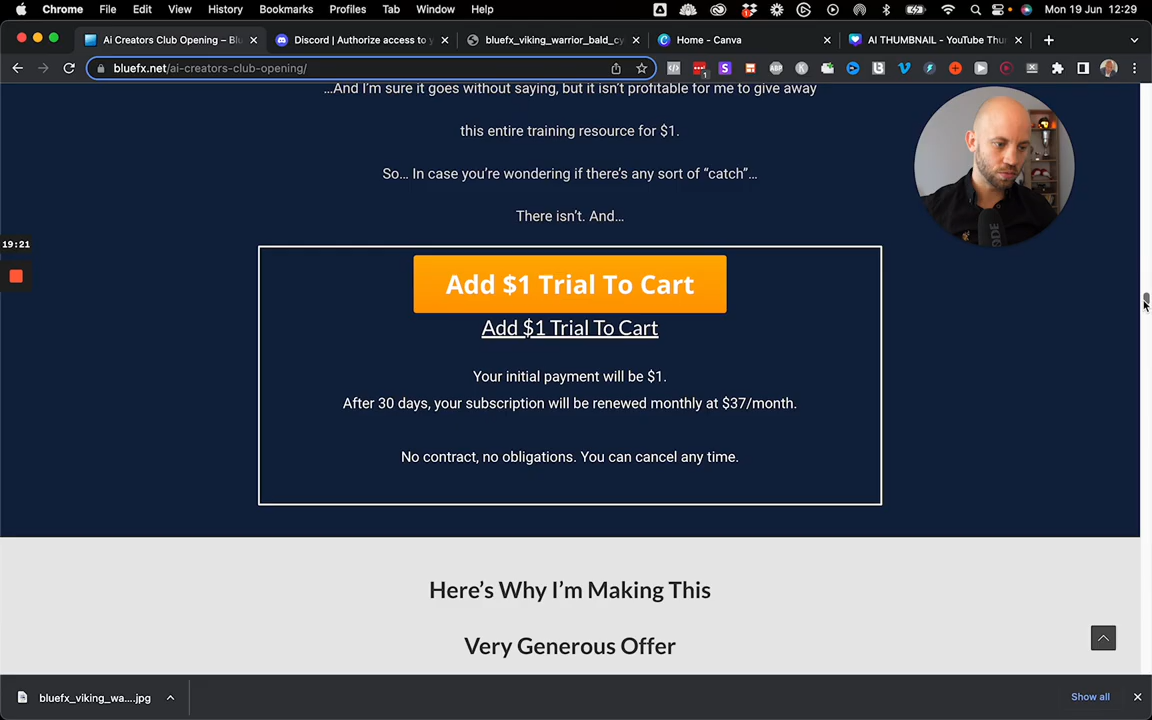 Chrome File Edit View History Bookmarks Profiles Tab Window Help Mon 19 Jun 12:29
Ai Creators Club Opening – Blu Discord | Authorize access to y bluefx_viking_warrior_bald_cy Home - Canva AI THUMBNAIL - YouTube Thu
bluefx.net/ai-creators-club-opening/
1
…And I’m sure it goes without saying, but it isn’t profitable for me to give away
this entire training resource for $1.
So… In case you’re wondering if there’s any sort of “catch”…
There isn’t. And…
19:21
Add $1 Trial To Cart
Add $1 Trial To Cart
Your initial payment will be $1.
After 30 days, your subscription will be renewed monthly at $37/month.
No contract, no obligations. You can cancel any time.
Here’s Why I’m Making This
Very Generous Offer
bluefx_viking_wa....jpg
Show all